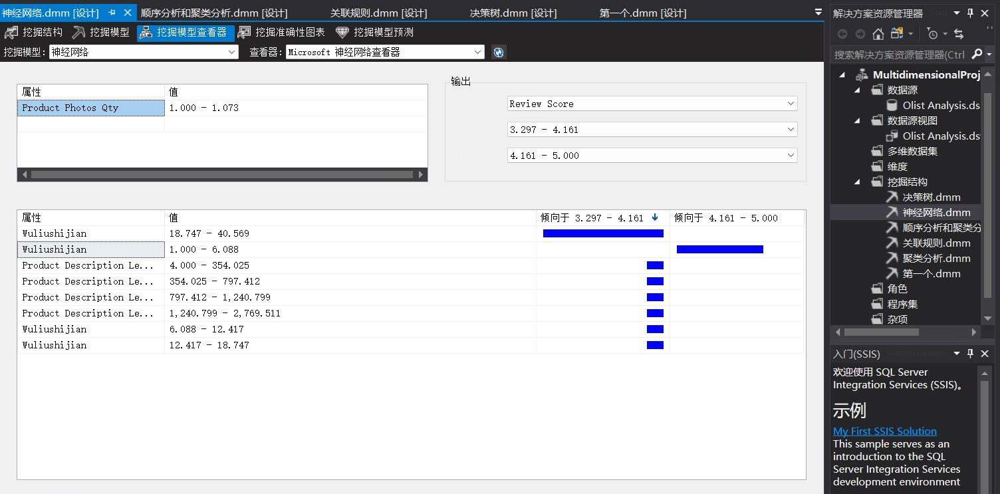 神经网络.dmm [设计] 顺序分析和聚类分析.dmm [设计] 关联规则.dmm [设计] 决策树.dmm [设计] 第一个.dmm [设计]
挖掘结构 挖掘模型 挖掘模型查看器 挖掘准确性图表 挖掘模型预测
挖掘模型: 神经网络 查看器: Microsoft 神经网络查看器
属性 值
Product Photos Qty 1.000 - 1.073
输出
Review Score
3.297 - 4.161
4.161 - 5.000
属性 值 倾向于 3.297 - 4.161 倾向于 4.161 - 5.000
Wuliushijian 18.747 - 40.569
Wuliushijian 1.000 - 6.088
Product Description Le... 4.000 - 354.025
Product Description Le... 354.025 - 797.412
Product Description Le... 797.412 - 1,240.799
Product Description Le... 1,240.799 - 2,769.511
Wuliushijian 6.088 - 12.417
Wuliushijian 12.417 - 18.747
解决方案资源管理器
搜索解决方案资源管理器(Ctrl
MultidimensionalProj
数据源
Olist Analysis.ds
数据源视图
Olist Analysis.ds
多维数据集
维度
挖掘结构
决策树.dmm
神经网络.dmm
顺序分析和聚类分
关联规则.dmm
聚类分析.dmm
第一个.dmm
角色
程序集
杂项
入门(SSIS)
欢迎使用 SQL Server
Integration Services (SSIS)。
示例
My First SSIS Solution
This sample serves as an
introduction to the SQL
Server Integration Services
development environment